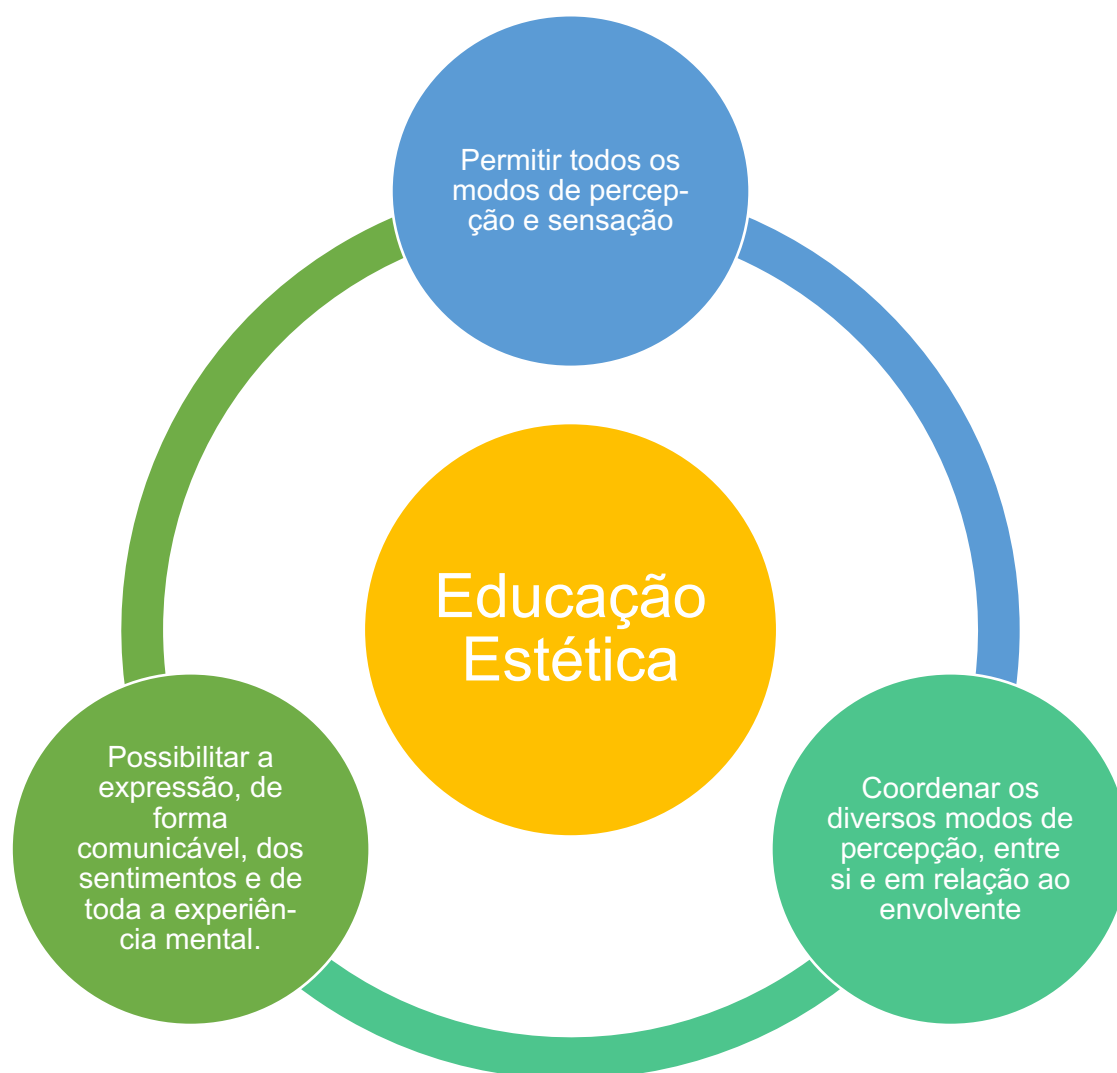 Permitir todos os
modos de percep-
ção e sensação
Educação
Estética
Possibilitar a
expressão, de
forma
comunicável, dos
sentimentos e de
toda a experiên-
cia mental.
Coordenar os
diversos modos de
percepção, entre
si e em relação ao
envolvente